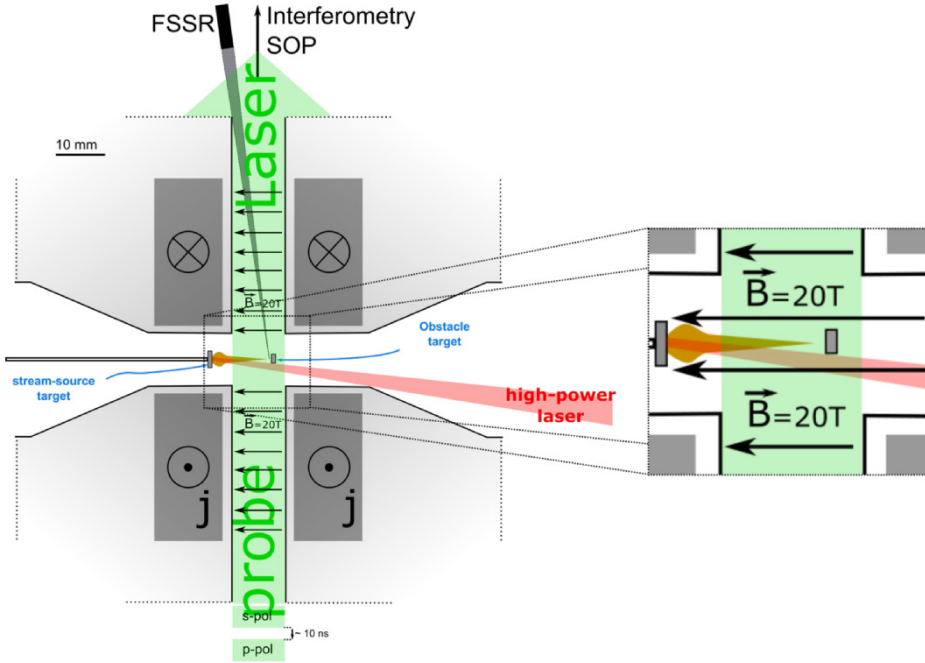 FSSR
Interferometry
SOP
Laser
10 mm
B=20T
Obstacle
target
stream-source
target
high-power
laser
B=20T
j
j
probe
s-pol
~ 10 ns
p-pol
B=20T
B=20T